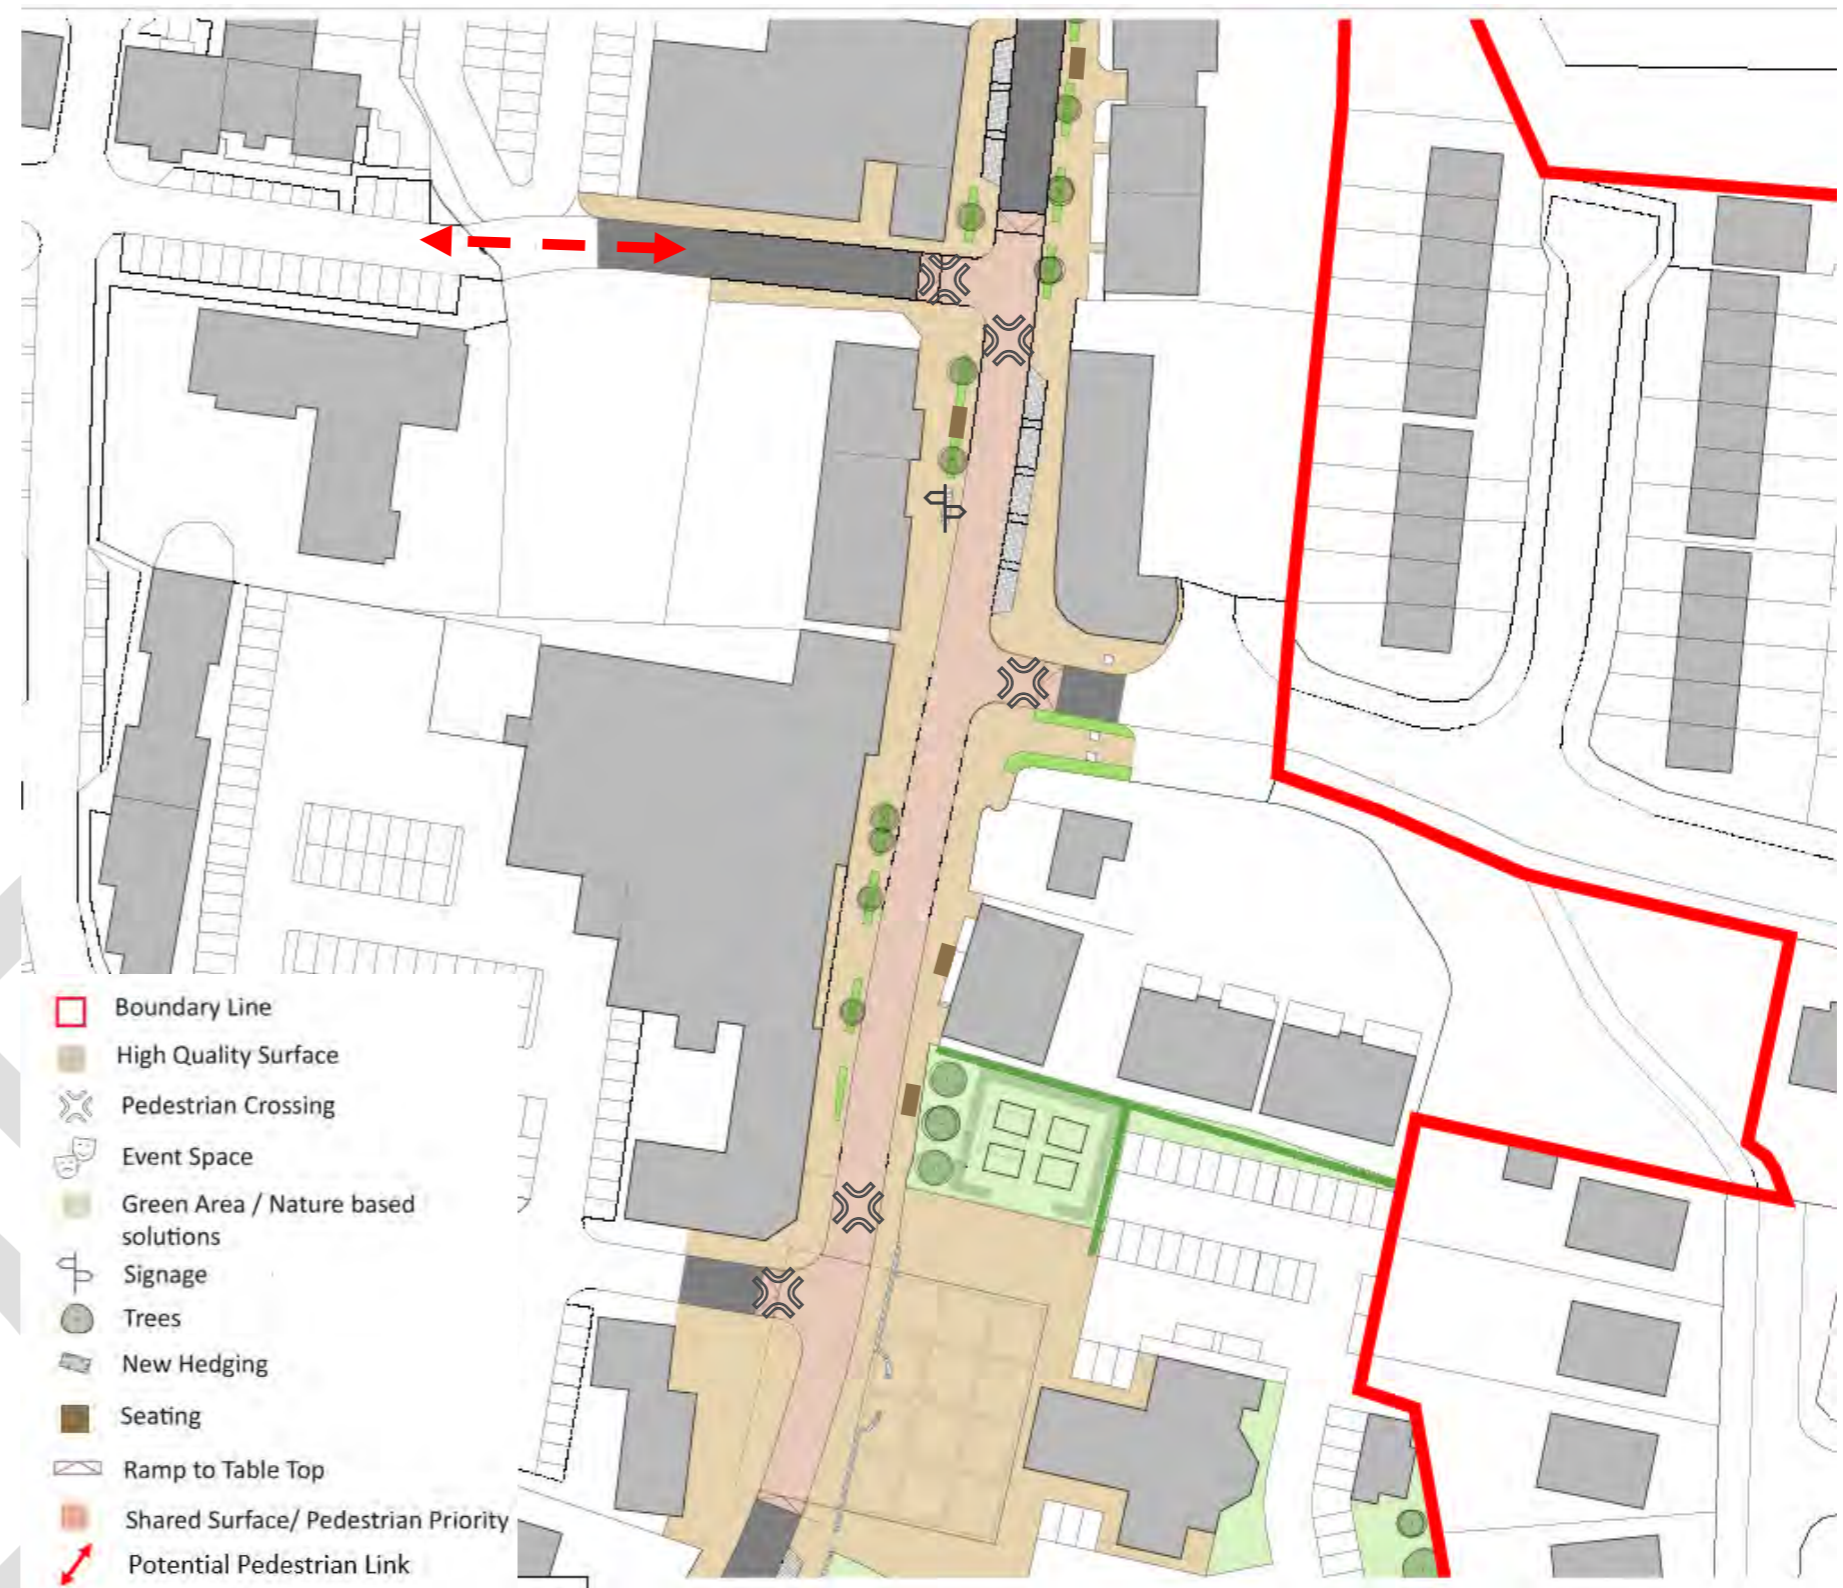 Boundary Line
High Quality Surface
Pedestrian Crossing
Event Space
Green Area / Nature based
solutions
Signage
Trees
New Hedging
Seating
Ramp to Table Top
Shared Surface/ Pedestrian Priority
Potential Pedestrian Link